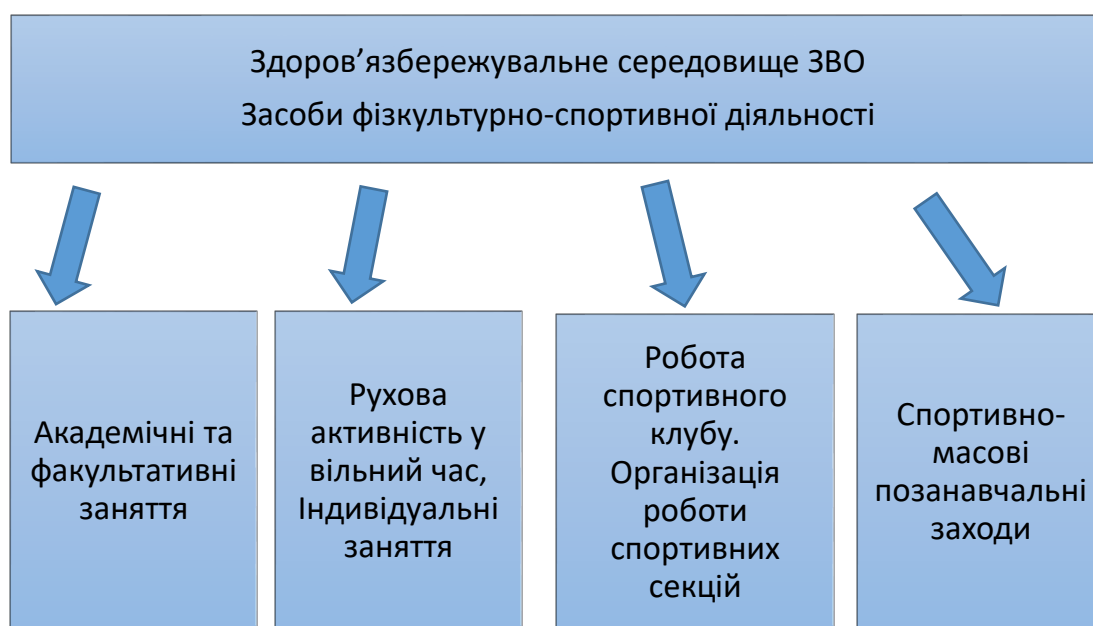 Здоров’язбережувальне середовище ЗВО
Засоби фізкультурно-спортивної діяльності
Академічні та
факультативні
заняття
Рухова
активність у
вільний час,
Індивідуальні
заняття
Робота
спортивного
клубу.
Організація
роботи
спортивних
секцій
Спортивно-
масові
позанавчальні
заходи